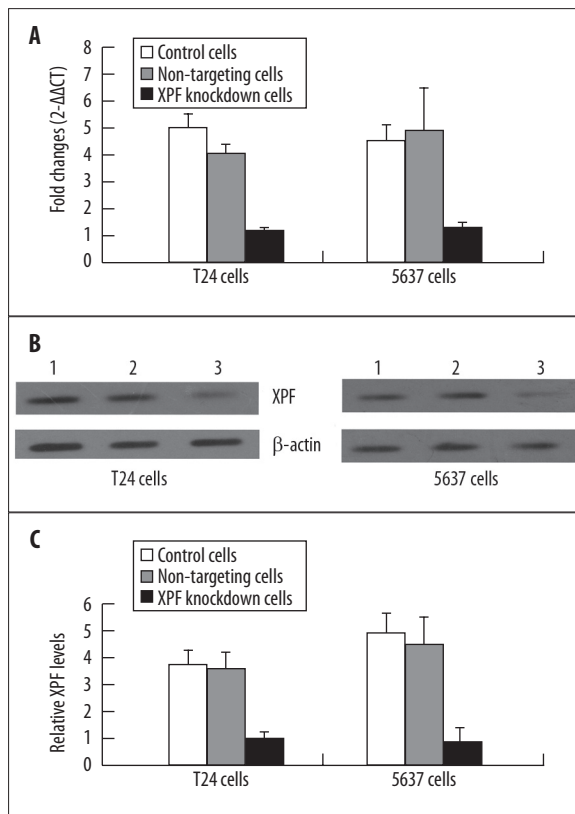 A
Control cells
Non-targeting cells
XPF knockdown cells
Fold changes (2-ΔΔCT)
8
7
6
5
4
3
2
1
0
T24 cells 5637 cells
B
1 2 3 1 2 3
XPF
β-actin
T24 cells 5637 cells
C
Control cells
Non-targeting cells
XPF knockdown cells
Relative XPF levels
6
5
4
3
2
1
0
T24 cells 5637 cells